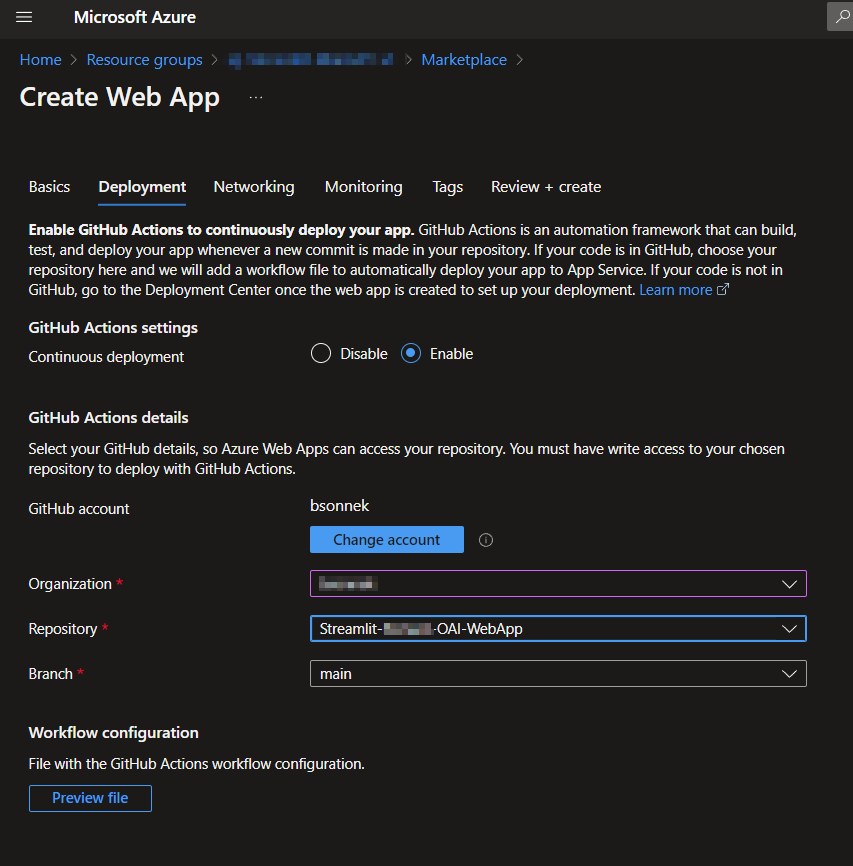 Microsoft Azure
Home > Resource groups > > Marketplace >
Create Web App ...
Basics Deployment Networking Monitoring Tags Review + create
Enable GitHub Actions to continuously deploy your app. GitHub Actions is an automation framework that can build,
test, and deploy your app whenever a new commit is made in your repository. If your code is in GitHub, choose your
repository here and we will add a workflow file to automatically deploy your app to App Service. If your code is not in
GitHub, go to the Deployment Center once the web app is created to set up your deployment. Learn more
GitHub Actions settings
Continuous deployment Disable Enable
GitHub Actions details
Select your GitHub details, so Azure Web Apps can access your repository. You must have write access to your chosen
repository to deploy with GitHub Actions.
GitHub account bsonnek
Change account
Organization *
Repository * Streamlit- -OAI-WebApp
Branch * main
Workflow configuration
File with the GitHub Actions workflow configuration.
Preview file